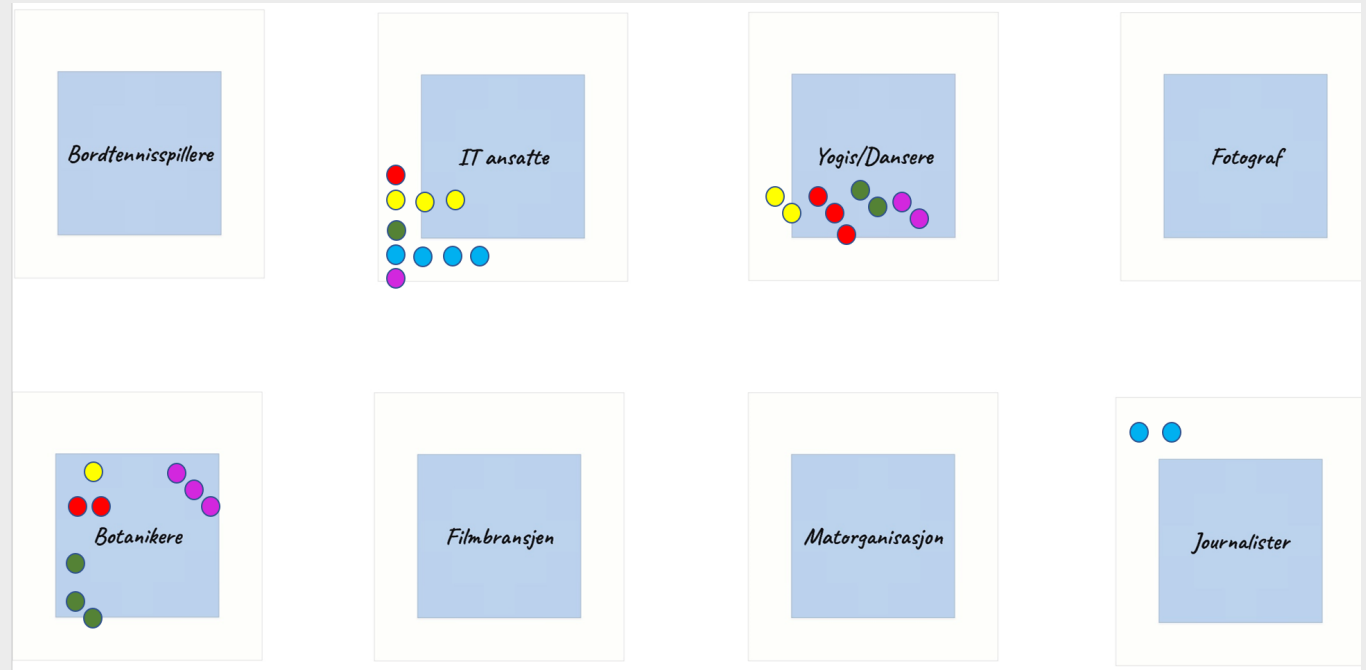 Bordtennisspillere
IT ansatte
Yogis/Dansere
Fotograf
Botanikere
Filmbransjen
Matorganisasjon
Journalister